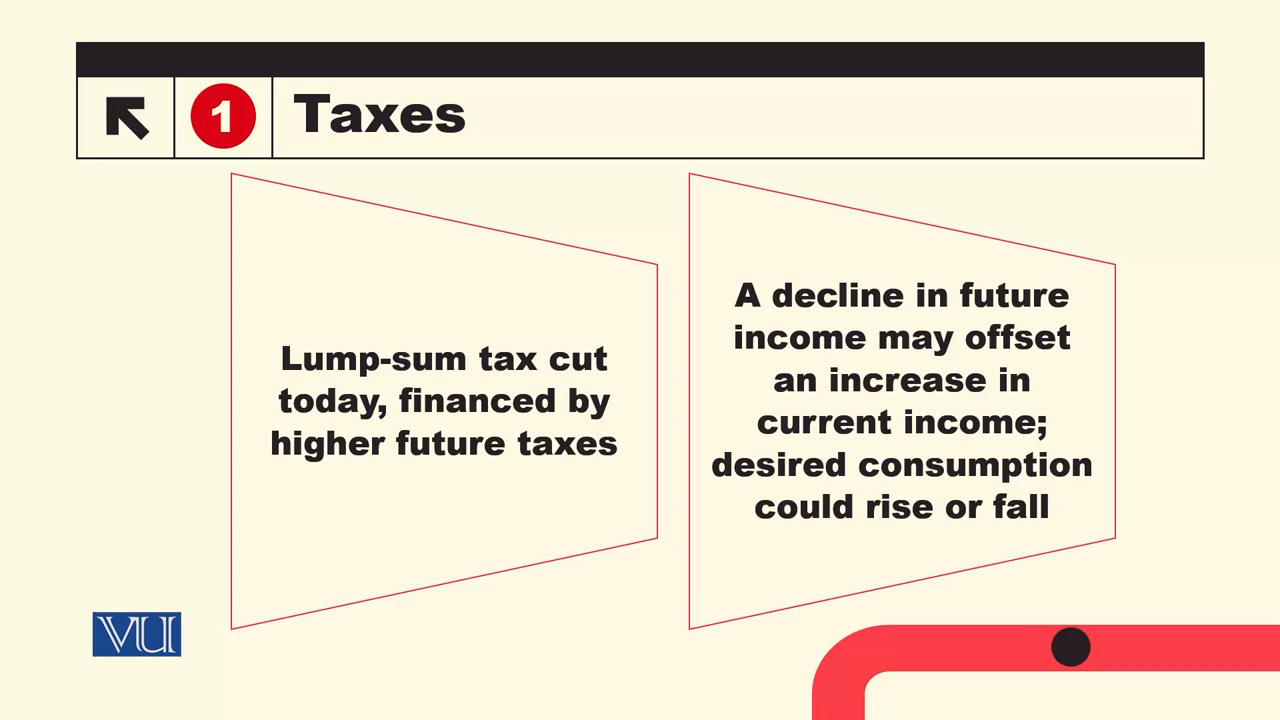 1 Taxes
Lump-sum tax cut
today, financed by
higher future taxes
A decline in future
income may offset
an increase in
current income;
desired consumption
could rise or fall
VU